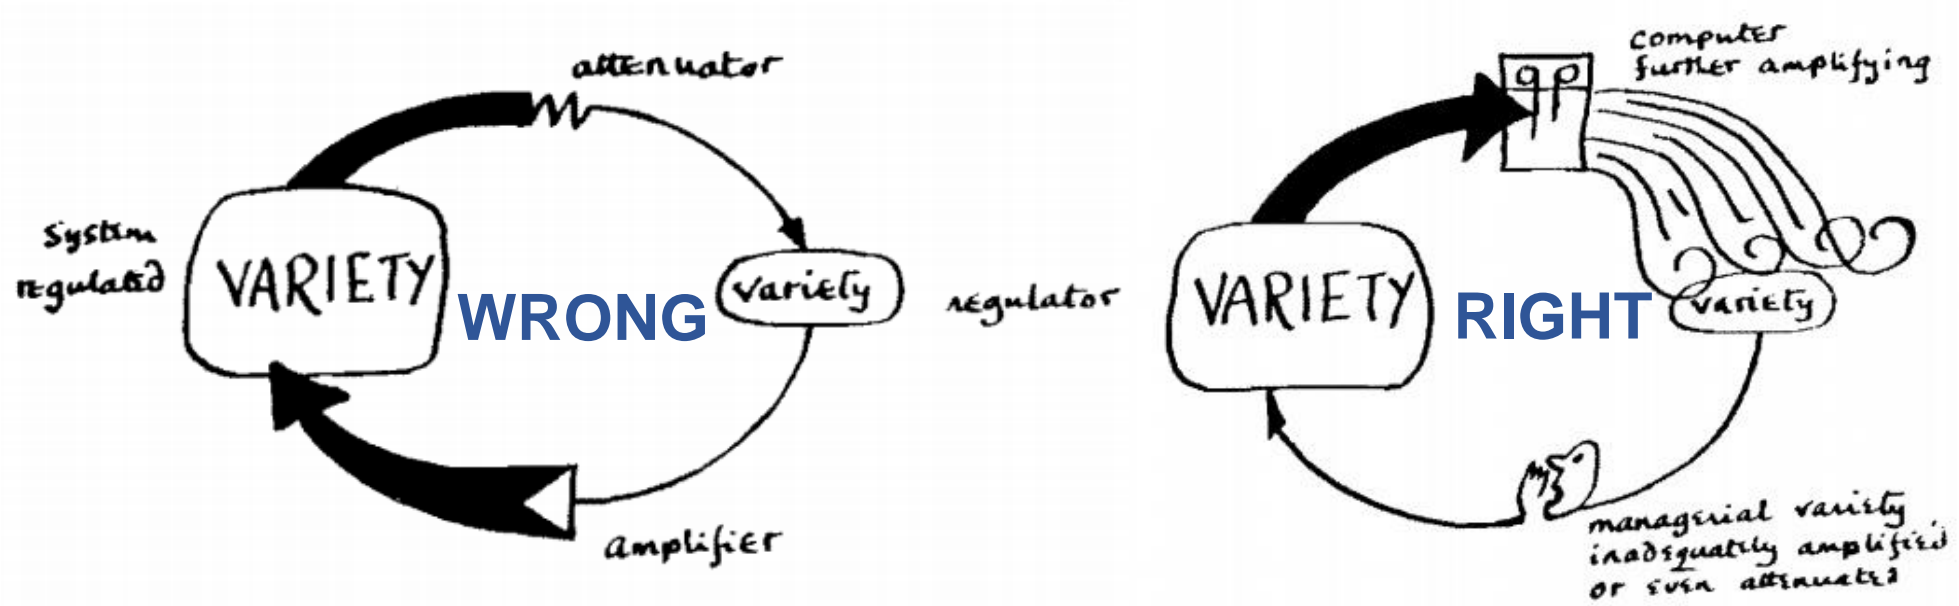 attenuator
system
regulated
VARIETY
WRONG
variety
regulator
amplifier
computer
further amplifying
VARIETY
RIGHT
variety
managerial variety
inadequately amplified
or even attenuated